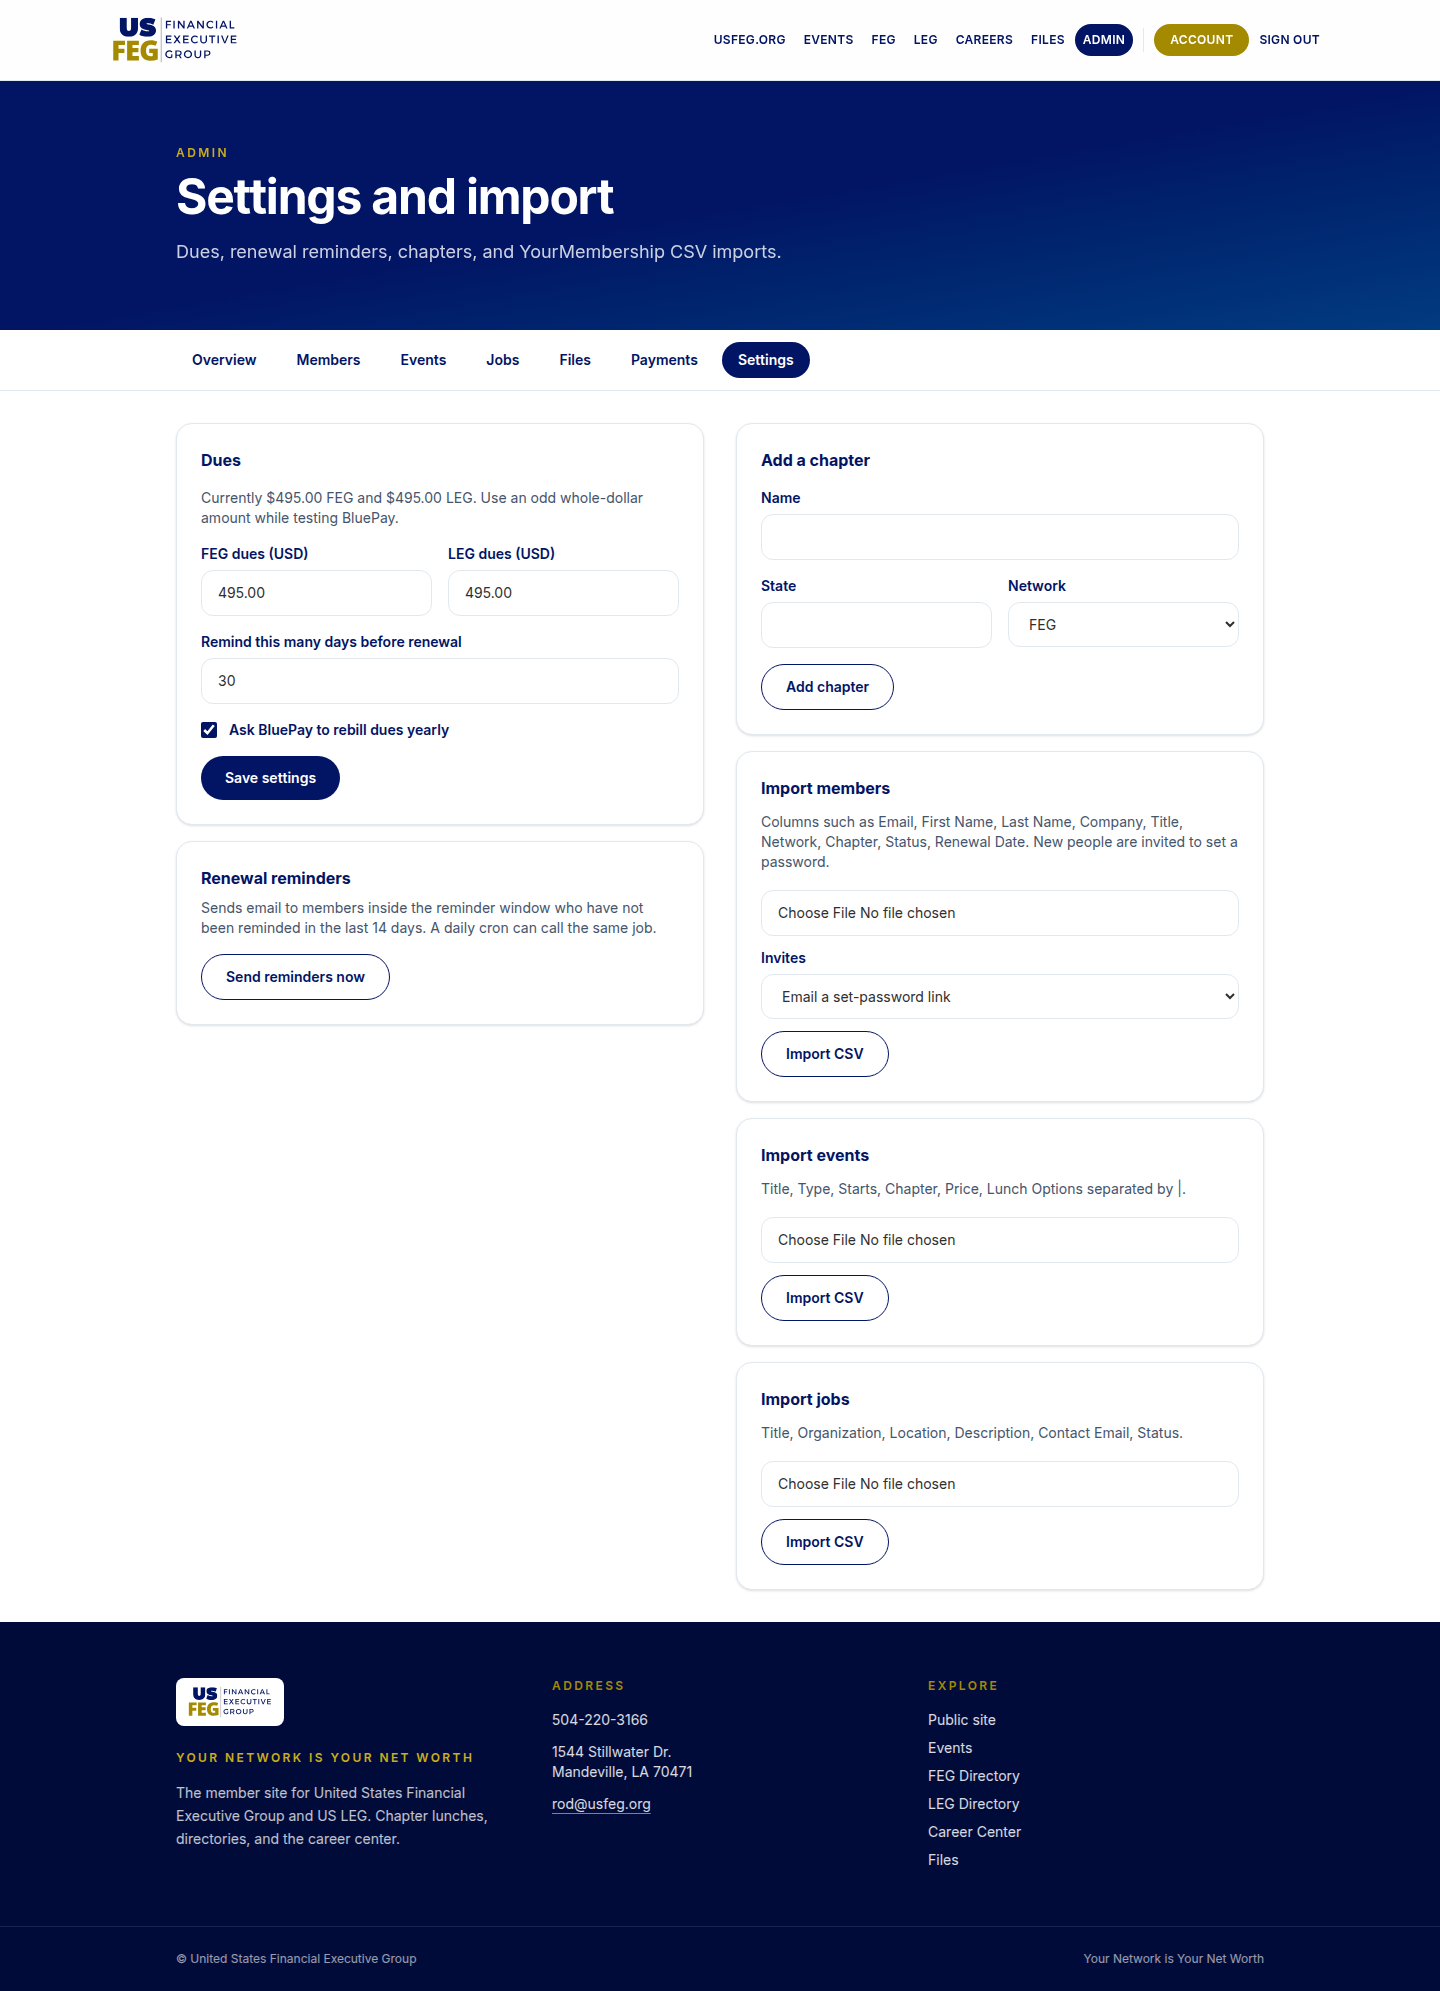 US FEG FINANCIAL EXECUTIVE GROUP
USFEG.ORG EVENTS FEG LEG CAREERS FILES ADMIN ACCOUNT SIGN OUT
ADMIN
Settings and import
Dues, renewal reminders, chapters, and YourMembership CSV imports.
Overview Members Events Jobs Files Payments Settings
Dues
Currently $495.00 FEG and $495.00 LEG. Use an odd whole-dollar
amount while testing BluePay.
FEG dues (USD) LEG dues (USD)
495.00 495.00
Remind this many days before renewal
30
Ask BluePay to rebill dues yearly
Save settings
Renewal reminders
Sends email to members inside the reminder window who have not
been reminded in the last 14 days. A daily cron can call the same job.
Send reminders now
Add a chapter
Name
State Network
FEG
Add chapter
Import members
Columns such as Email, First Name, Last Name, Company, Title,
Network, Chapter, Status, Renewal Date. New people are invited to set a
password.
Choose File No file chosen
Invites
Email a set-password link
Import CSV
Import events
Title, Type, Starts, Chapter, Price, Lunch Options separated by |.
Choose File No file chosen
Import CSV
Import jobs
Title, Organization, Location, Description, Contact Email, Status.
Choose File No file chosen
Import CSV
US FEG FINANCIAL EXECUTIVE GROUP
YOUR NETWORK IS YOUR NET WORTH
The member site for United States Financial
Executive Group and US LEG. Chapter lunches,
directories, and the career center.
ADDRESS
504-220-3166
1544 Stillwater Dr.
Mandeville, LA 70471
rod@usfeg.org
EXPLORE
Public site
Events
FEG Directory
LEG Directory
Career Center
Files
© United States Financial Executive Group
Your Network is Your Net Worth